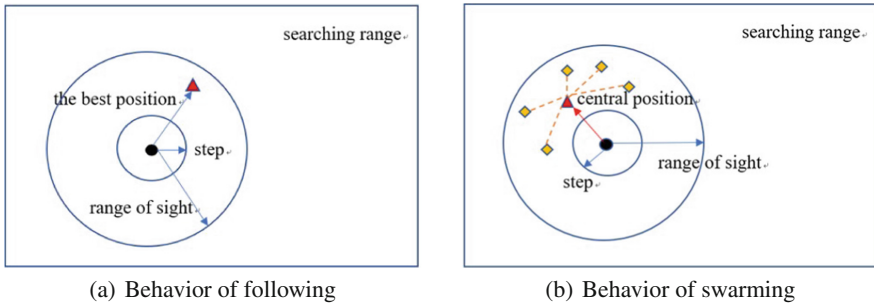 searching range
the best position
step
range of sight
(a) Behavior of following
searching range
central position
range of sight
step
(b) Behavior of swarming